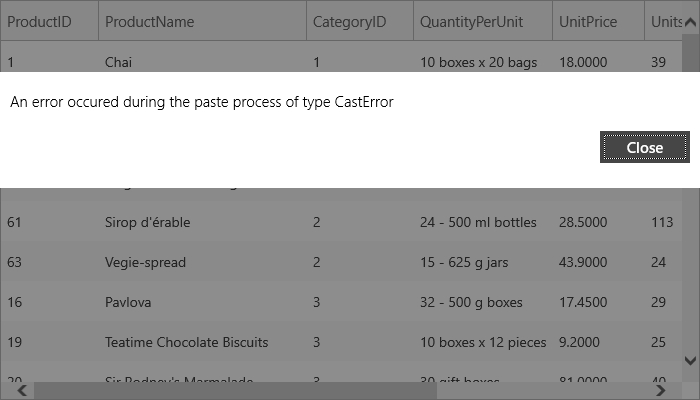 ProductID ProductName CategoryID QuantityPerUnit UnitPrice Units
1 Chai 1 10 boxes x 20 bags 18.0000 39
An error occured during the paste process of type CastError
Close
61 Sirop d'érable 2 24 - 500 ml bottles 28.5000 113
63 Vegie-spread 2 15 - 625 g jars 43.9000 24
16 Pavlova 3 32 - 500 g boxes 17.4500 29
19 Teatime Chocolate Biscuits 3 10 boxes x 12 pieces 9.2000 25
20 Sir Rodney's Marmalade 3 30 gift boxes 81.0000 40